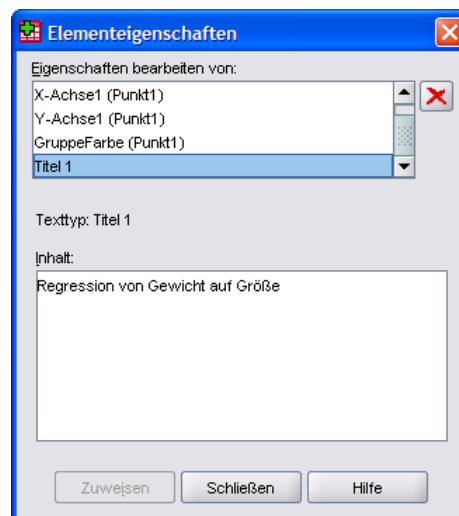 Elementeigenschaften
Eigenschaften bearbeiten von:
X-Achse1 (Punkt1)
Y-Achse1 (Punkt1)
GruppeFarbe (Punkt1)
Titel 1
Texttyp: Titel 1
Inhalt:
Regression von Gewicht auf Größe
Zuweisen Schließen Hilfe